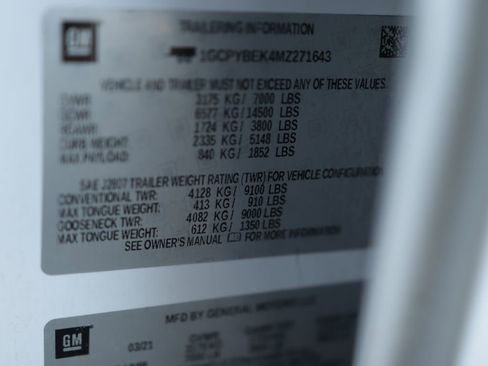 GM
TRAILERING INFORMATION
1GCPYBEK4MZ271643
VEHICLE AND TRAILER MUST NOT EXCEED ANY OF THESE VALUES.
GVWR 3175 KG/ 7000 LBS
GCWR 6577 KG/14500 LBS
RGAWR 1724 KG/ 3800 LBS
CURB WEIGHT: 2335 KG/ 5148 LBS
MAX PAYLOAD: 840 KG/ 1852 LBS
SAE J2807 TRAILER WEIGHT RATING (TWR) FOR VEHICLE CONFIGURATION
CONVENTIONAL TWR: 4128 KG/ 9100 LBS
MAX TONGUE WEIGHT: 413 KG/ 910 LBS
GOOSENECK TWR: 4082 KG/ 9000 LBS
MAX TONGUE WEIGHT: 612 KG/ 1350 LBS
SEE OWNER'S MANUAL FOR MORE INFORMATION
GM
MFD BY GENERAL MOTORS LLC
03/21 GVWR